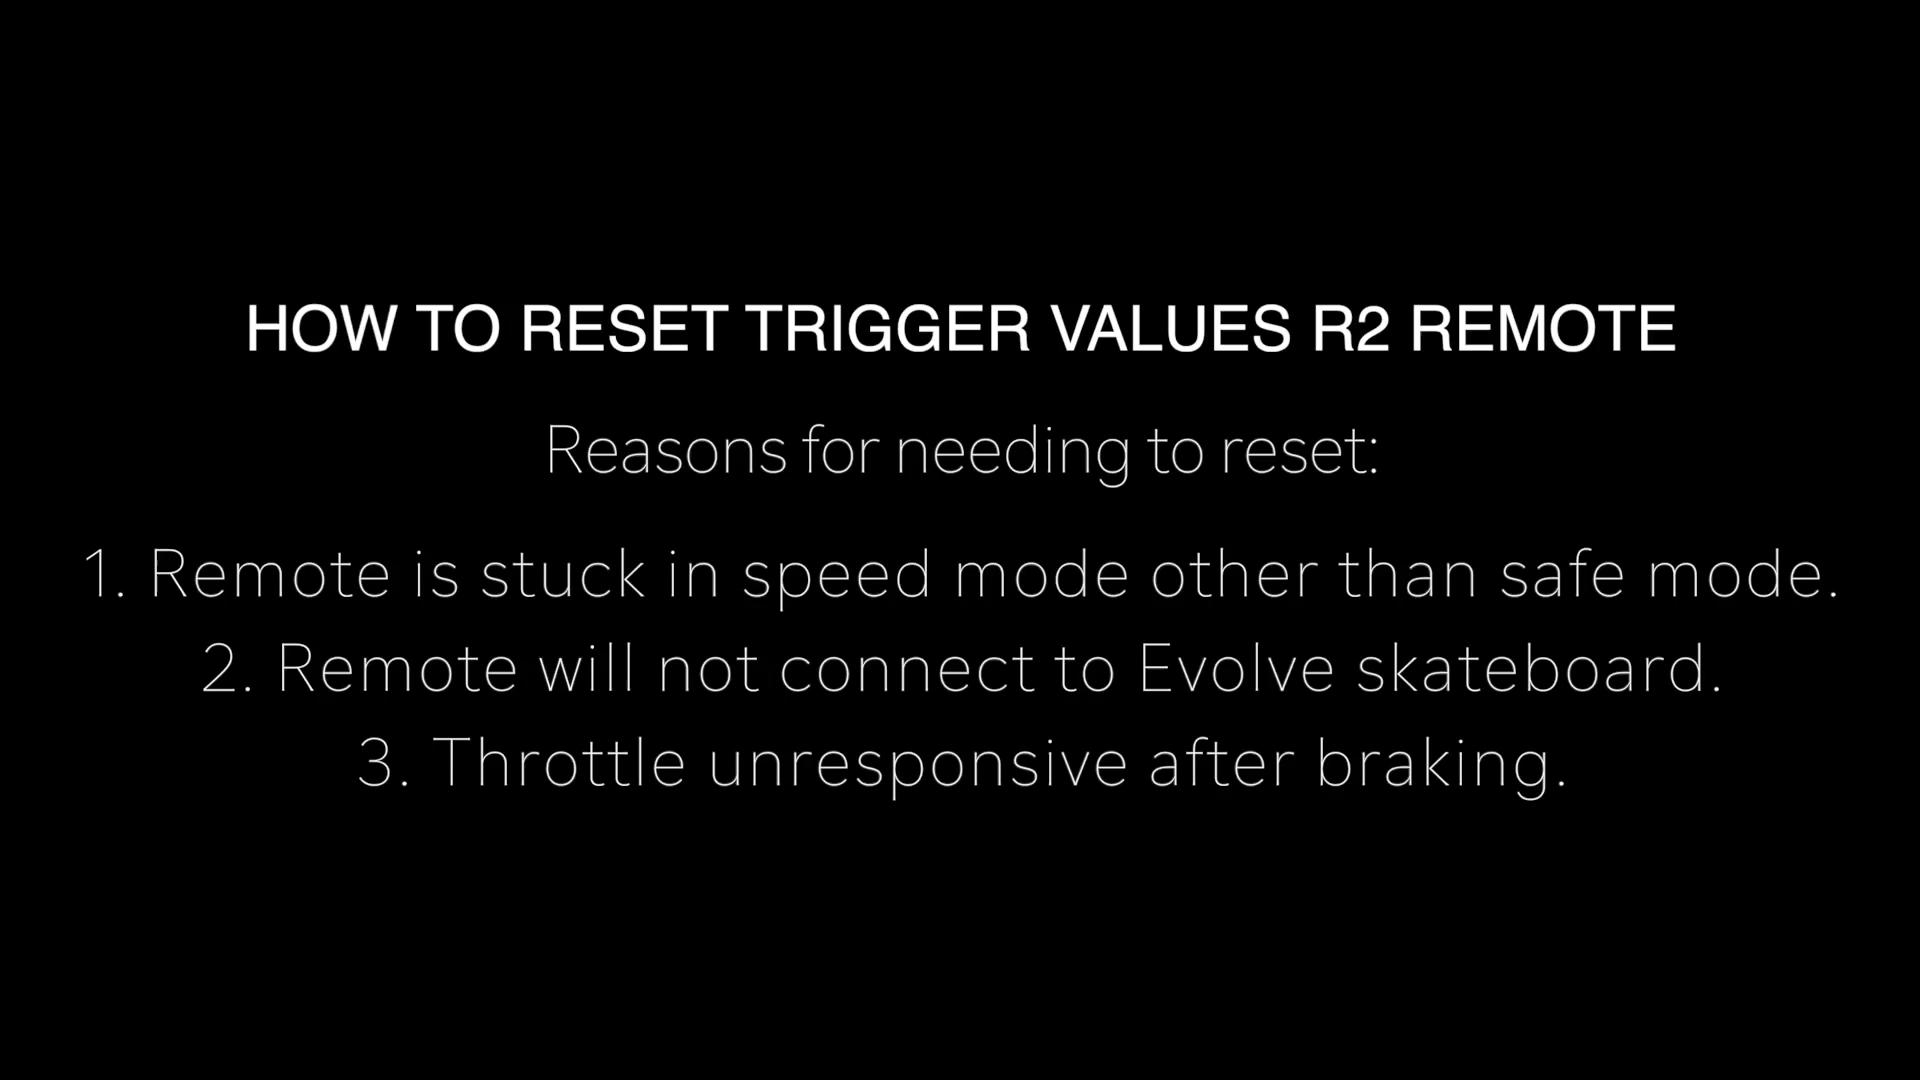 HOW TO RESET TRIGGER VALUES R2 REMOTE
Reasons for needing to reset:
1. Remote is stuck in speed mode other than safe mode.
2. Remote will not connect to Evolve skateboard.
3. Throttle unresponsive after braking.